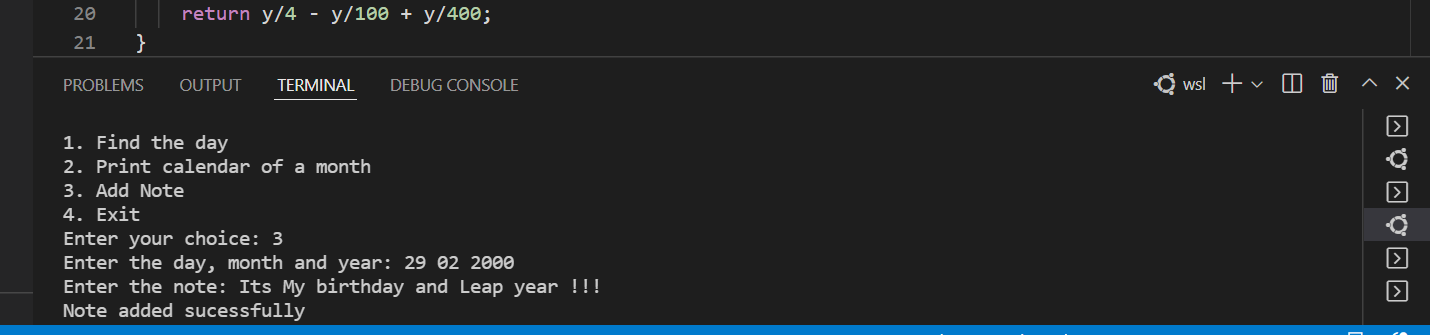 20 return y/4 - y/100 + y/400;
21 }
PROBLEMS OUTPUT TERMINAL DEBUG CONSOLE wsl
1. Find the day
2. Print calendar of a month
3. Add Note
4. Exit
Enter your choice: 3
Enter the day, month and year: 29 02 2000
Enter the note: Its My birthday and Leap year !!!
Note added sucessfully